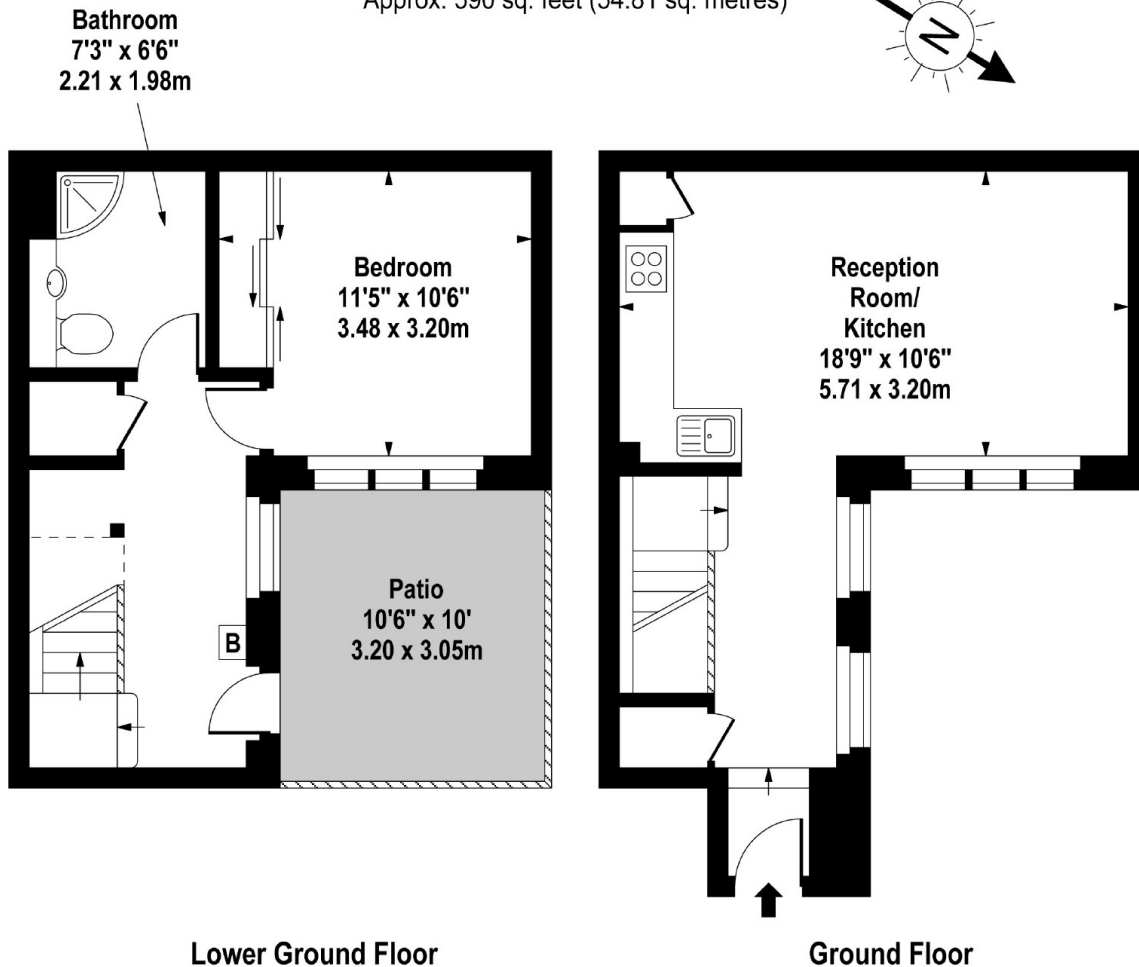 Approx. 590 sq. feet (54.81 sq. metres)
Bathroom
7'3" x 6'6"
2.21 x 1.98m
N
Bedroom
11'5" x 10'6"
3.48 x 3.20m
Reception
Room/
Kitchen
18'9" x 10'6"
5.71 x 3.20m
Patio
10'6" x 10'
3.20 x 3.05m
B
Lower Ground Floor
Ground Floor